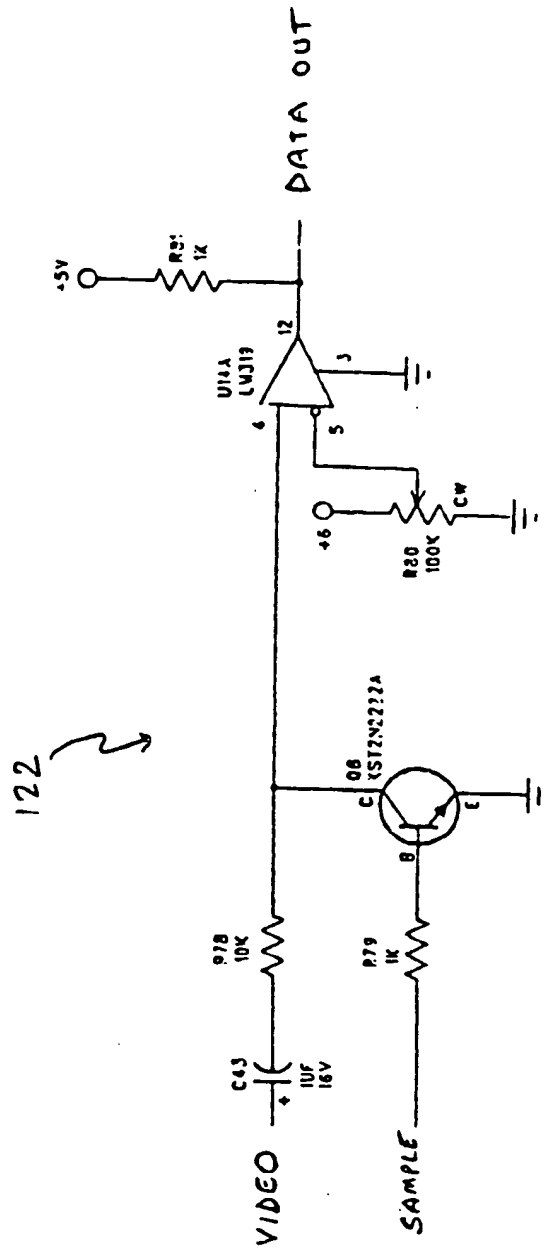 122
VIDEO
+
C43
1UF
16V
R78
10K
SAMPLE
R79
1K
B
C
E
Q8
KST2N2222A
+6
R80
100K
CW
4
5
U14A
LM319
12
3
+5V
R81
1K
DATA OUT